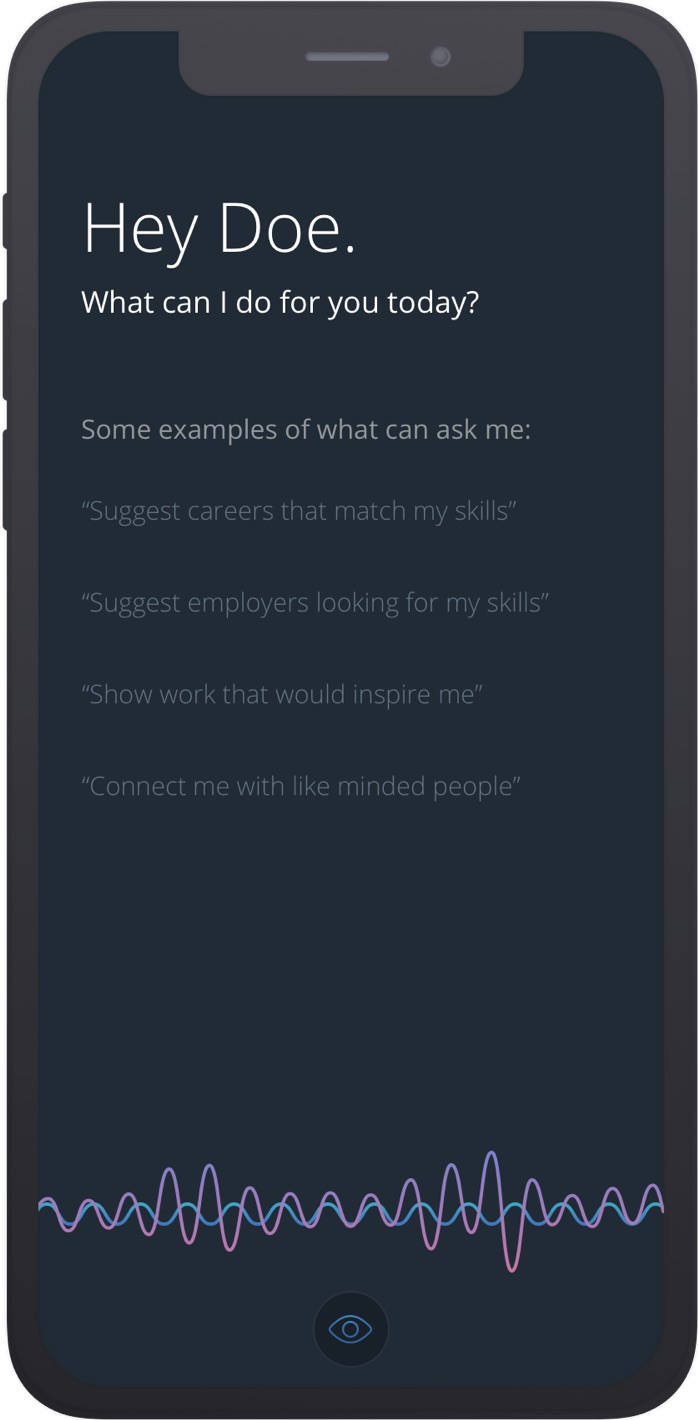 Hey Doe.
What can I do for you today?
Some examples of what can ask me:
“Suggest careers that match my skills”
“Suggest employers looking for my skills”
“Show work that would inspire me”
“Connect me with like minded people”